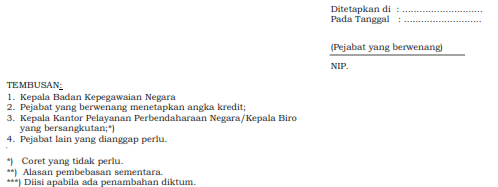 Ditetapkan di : ............................
Pada Tanggal : ...........................
(Pejabat yang berwenang)
NIP.
TEMBUSAN:
1. Kepala Badan Kepegawaian Negara
2. Pejabat yang berwenang menetapkan angka kredit;
3. Kepala Kantor Pelayanan Perbendaharaan Negara/Kepala Biro
yang bersangkutan;*)
4. Pejabat lain yang dianggap perlu.
*) Coret yang tidak perlu.
**) Alasan pembebasan sementara.
***) Diisi apabila ada penambahan diktum.